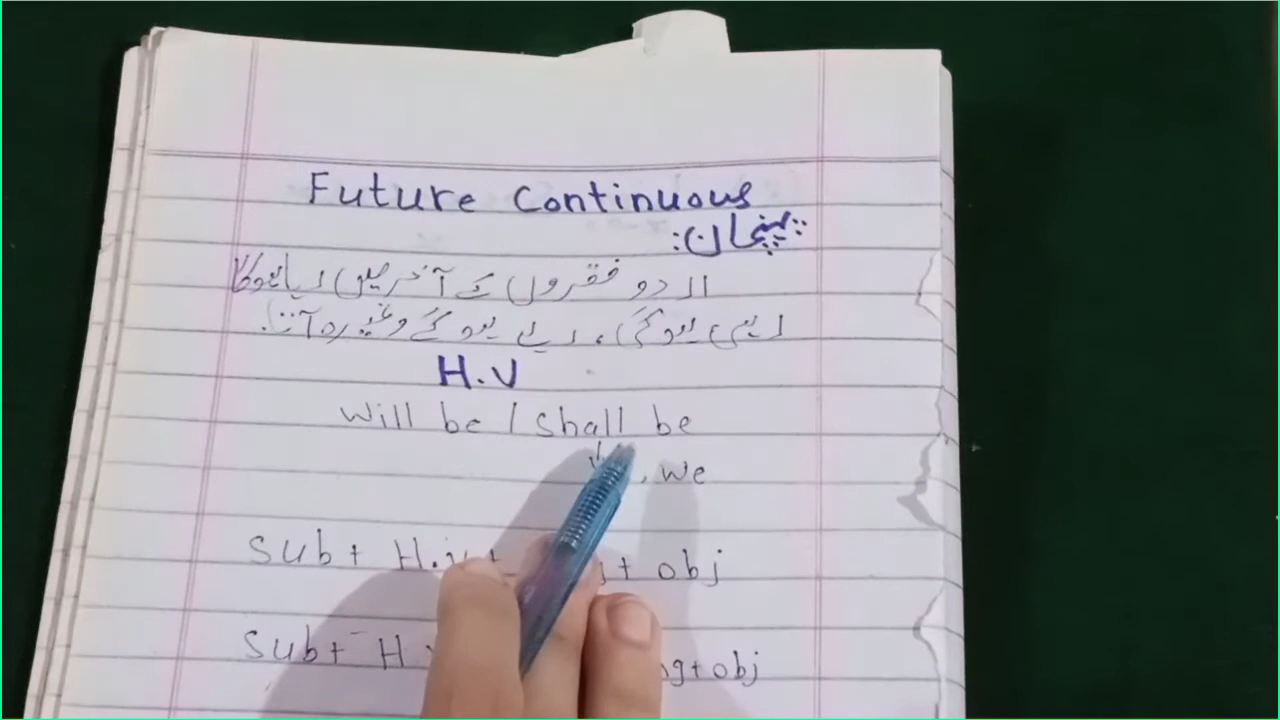 Future Continuous
پہچان:
اردو فقروں کے آخر میں رہا ہوگا
رہی ہوگی، رہے ہوں گے وغیرہ آتا
H.V
Will be / shall be
, we
Sub + H.v + + obj
Sub + H + obj